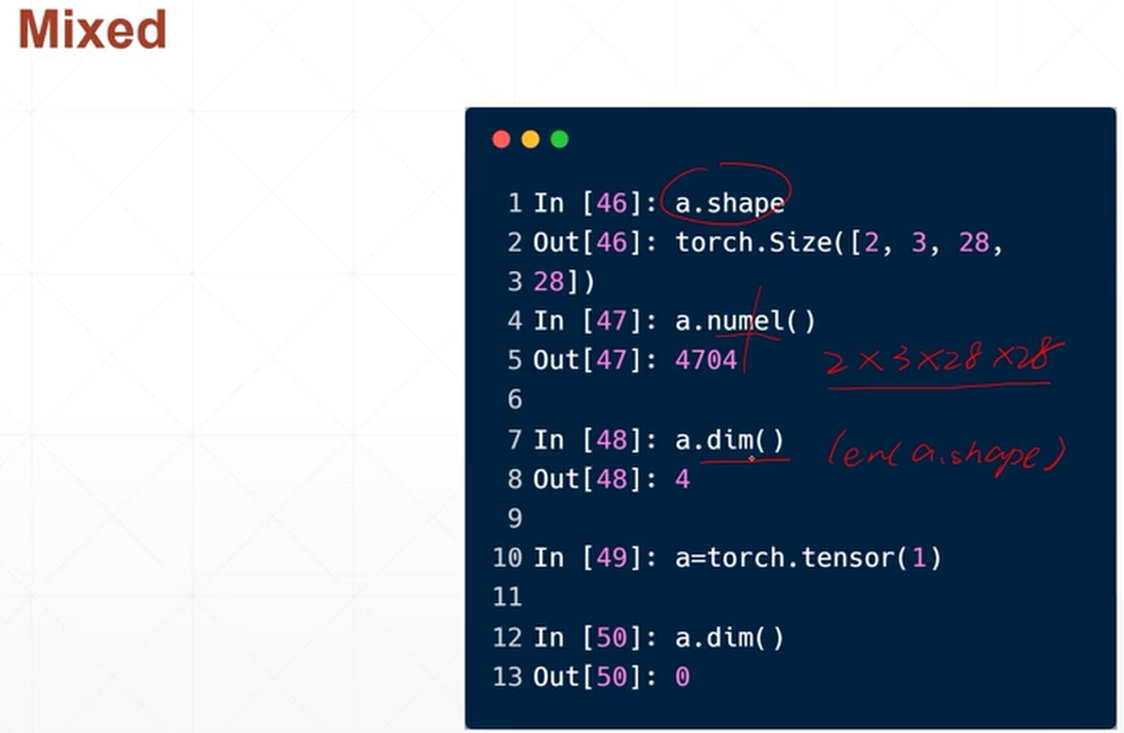 Mixed
1 In [46]: a.shape
2 Out[46]: torch.Size([2, 3, 28,
3 28])
4 In [47]: a.numel()
5 Out[47]: 4704 2×3×28×28
6
7 In [48]: a.dim() len(a.shape)
8 Out[48]: 4
9
10 In [49]: a=torch.tensor(1)
11
12 In [50]: a.dim()
13 Out[50]: 0